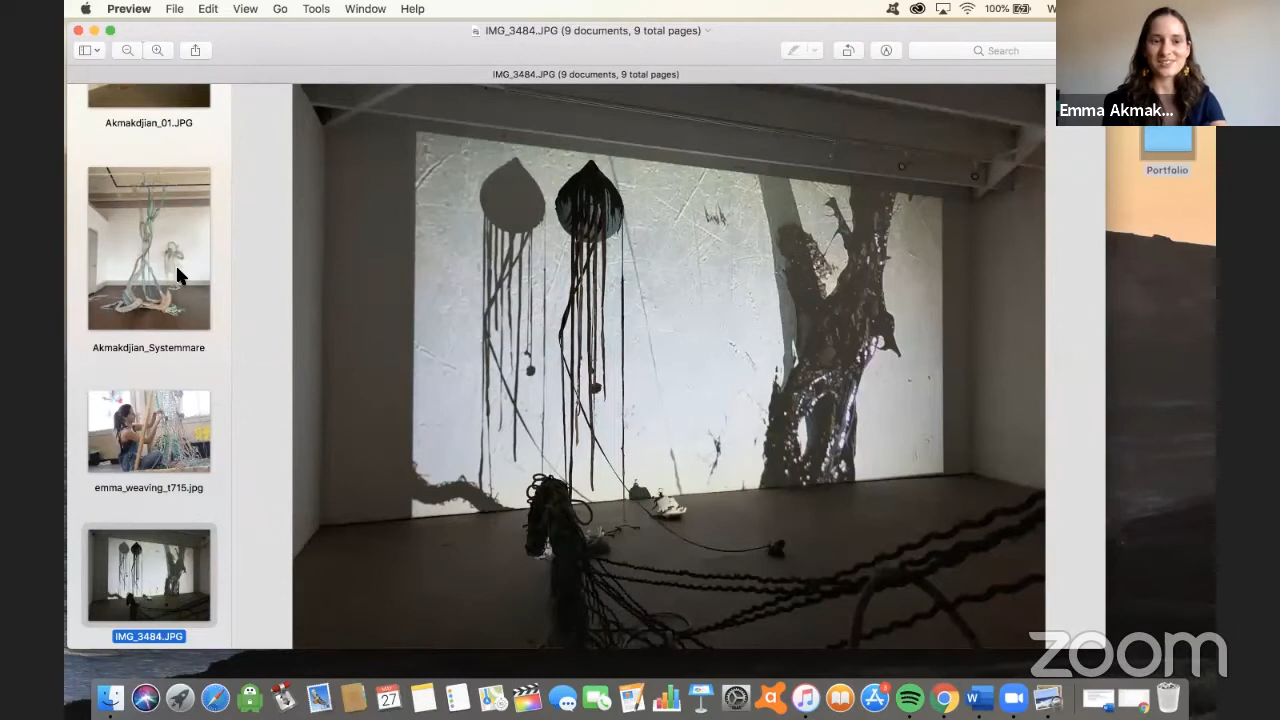 Preview File Edit View Go Tools Window Help 100%
IMG_3484.JPG (9 documents, 9 total pages)
Search
IMG_3484.JPG (9 documents, 9 total pages)
Emma Akmak...
Portfolio
Akmakdjian_01.JPG
Akmakdjian_Systemmare
emma_weaving_t715.jpg
IMG_3484.JPG
zoom
27